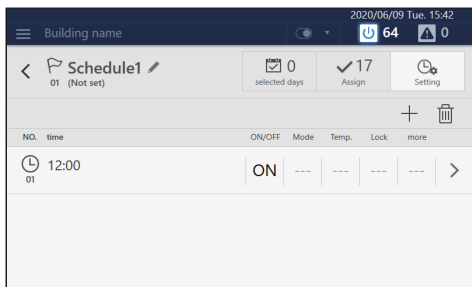 2020/06/09 Tue. 15:42
Building name
64
0
Schedule1
01 (Not set)
0
selected days
17
Assign
Setting
NO. time ON/OFF Mode Temp. Lock more
12:00 ON --- --- --- ---
01